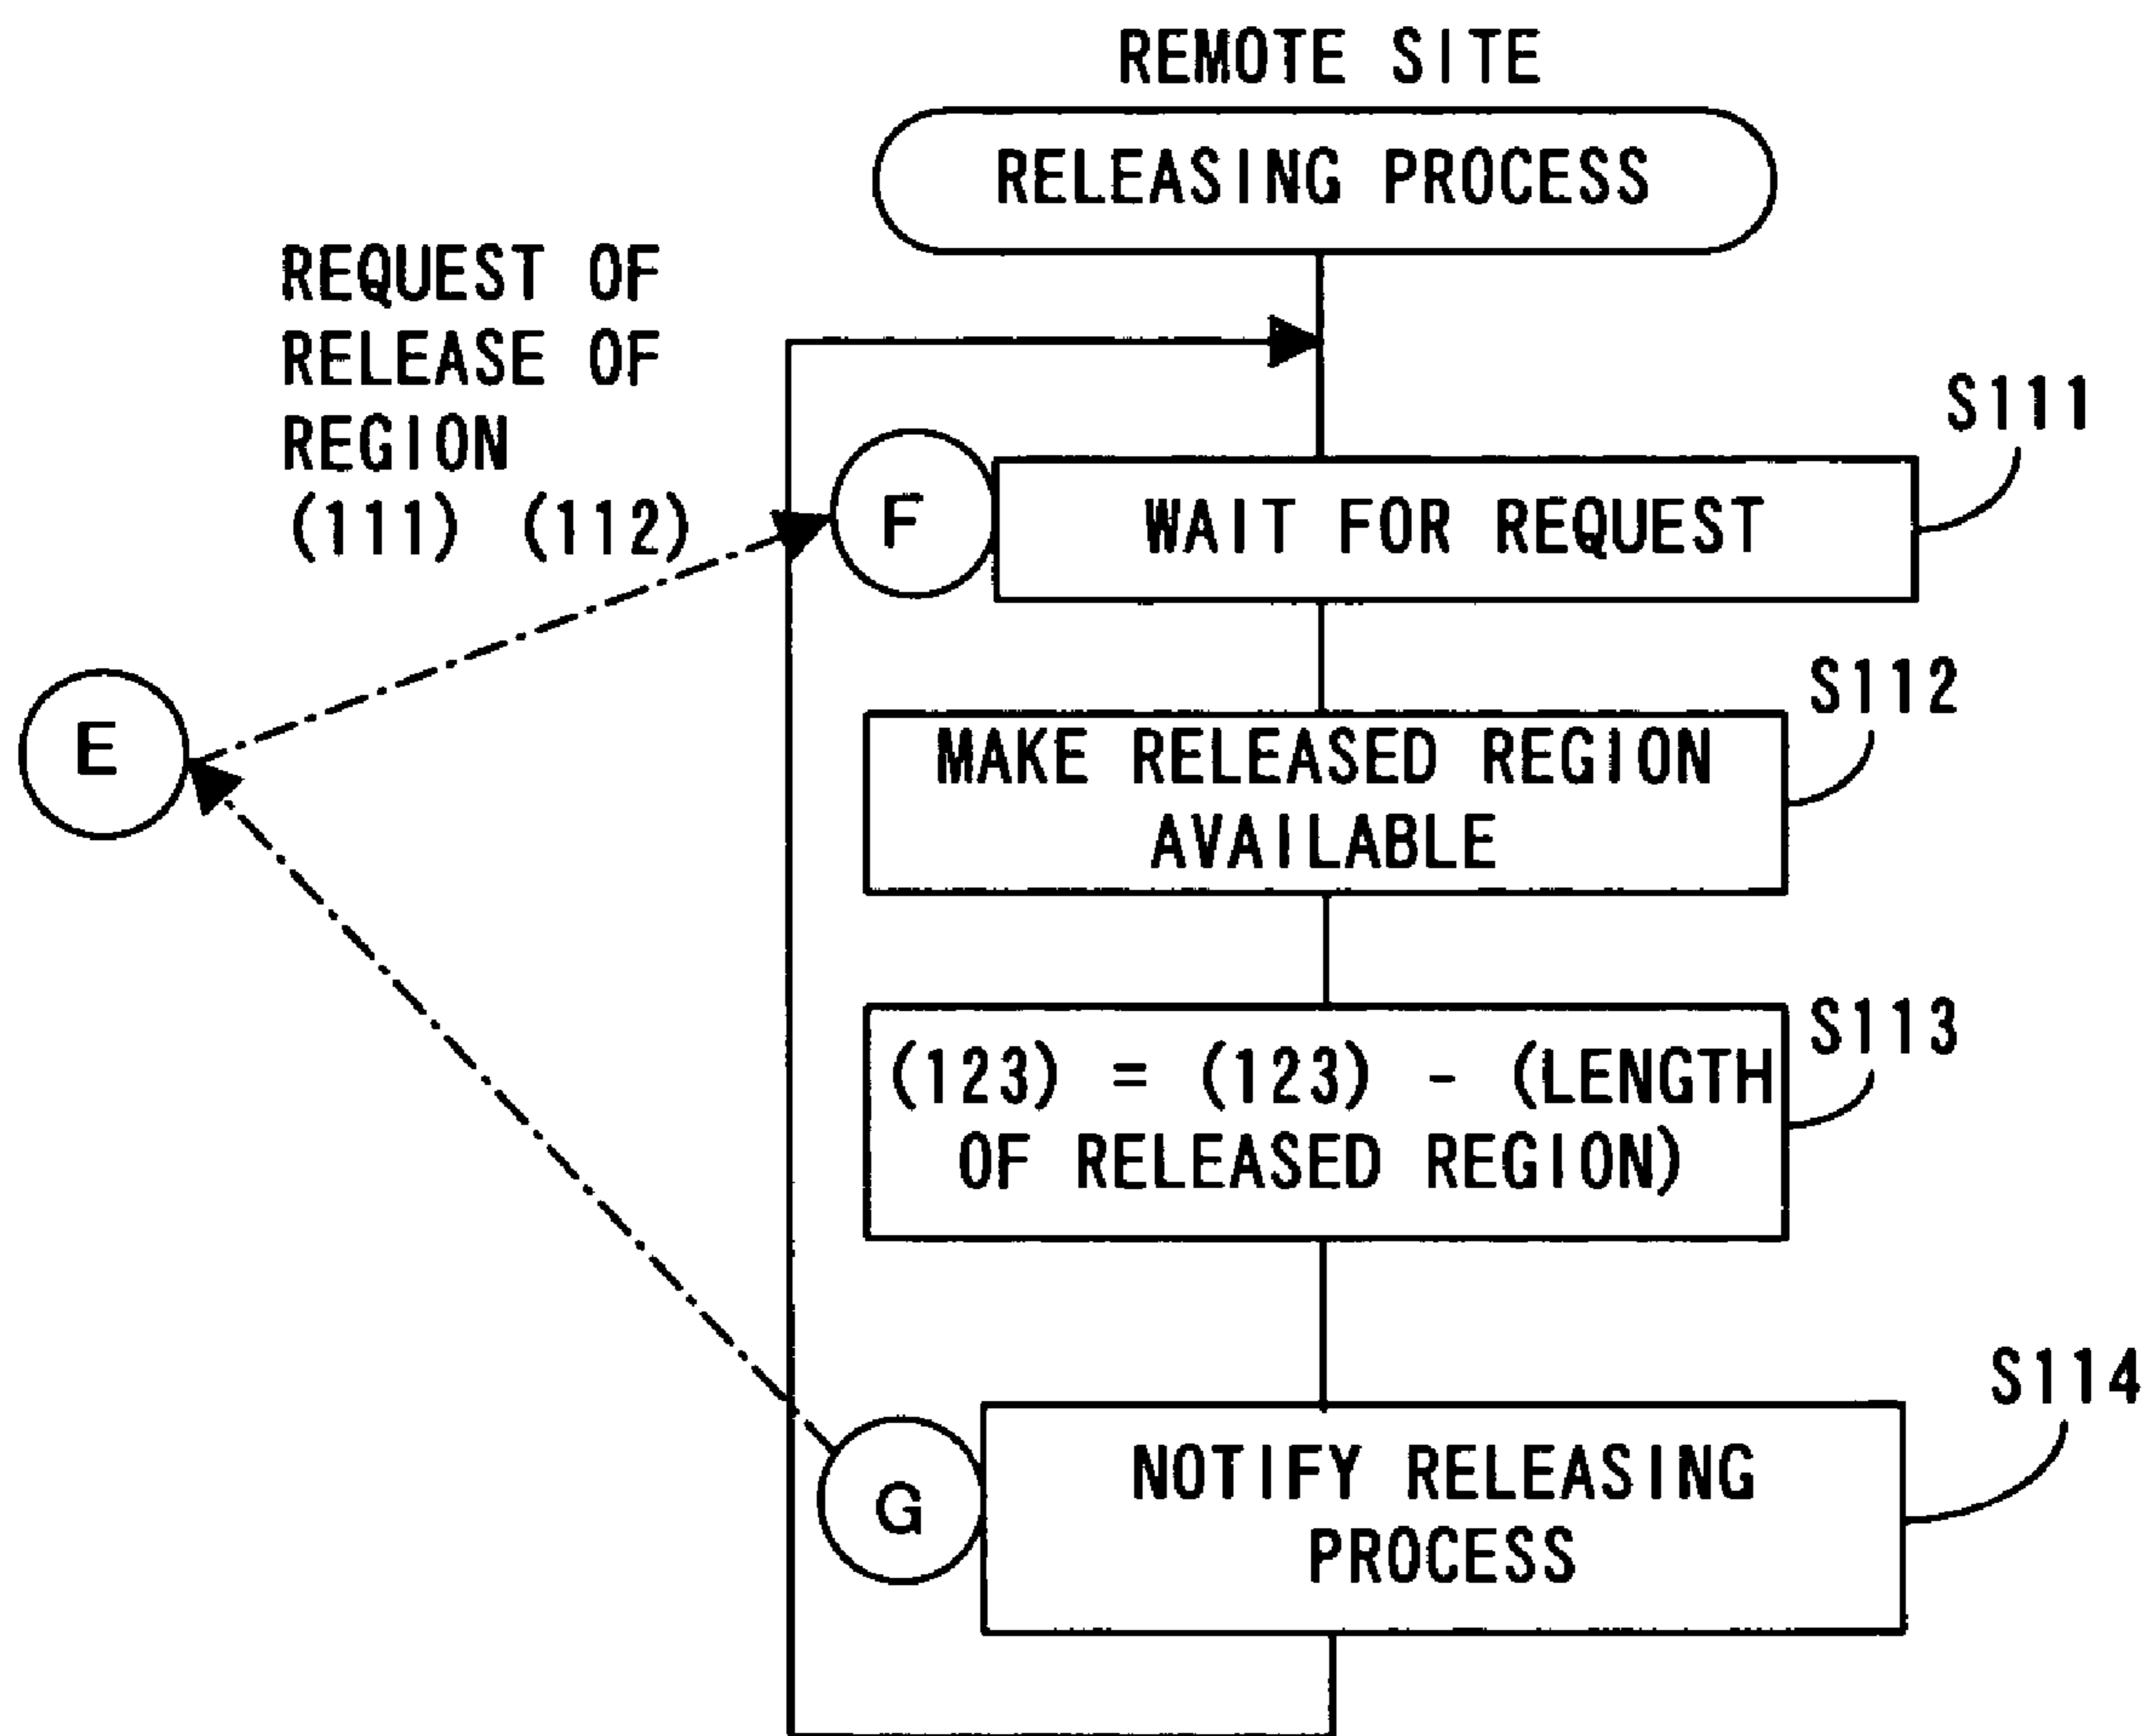 REMOTE SITE
RELEASING PROCESS
REQUEST OF
RELEASE OF
REGION
(111) (112)
S111
F
WAIT FOR REQUEST
S112
E
MAKE RELEASED REGION
AVAILABLE
S113
(123) = (123) - (LENGTH
OF RELEASED REGION)
S114
G
NOTIFY RELEASING
PROCESS